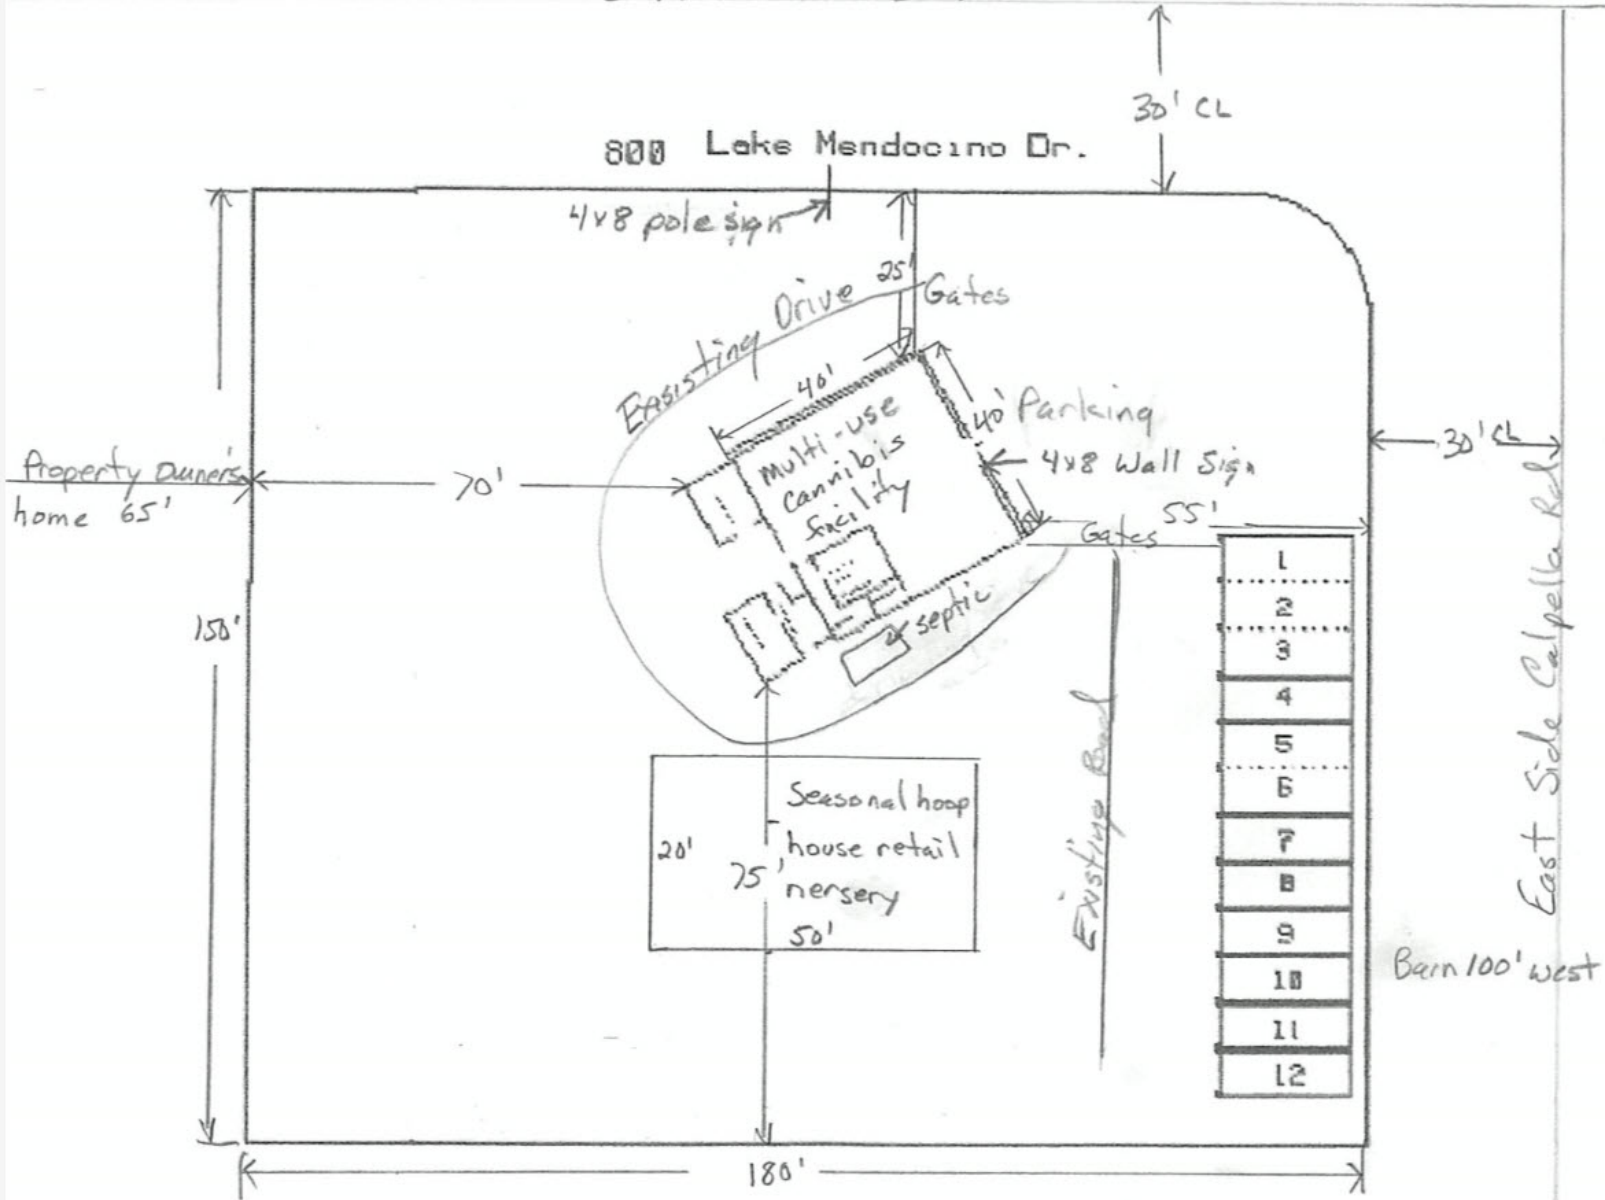 30' CL
800 Lake Mendocino Dr.
4x8 pole sign
25'
Gates
Exsisting Drive
40'
40'
Parking
multi-use
cannibis
facility
4x8 Wall Sign
30' CL
Property Owner's
home 65'
70'
55'
Gates
septic
150'
1
2
3
4
5
6
7
8
9
10
11
12
Seasonal hoop
house retail
nersery
20'
75'
50'
Existing Road
East Side Calpella Rd
Barn 100' west
180'